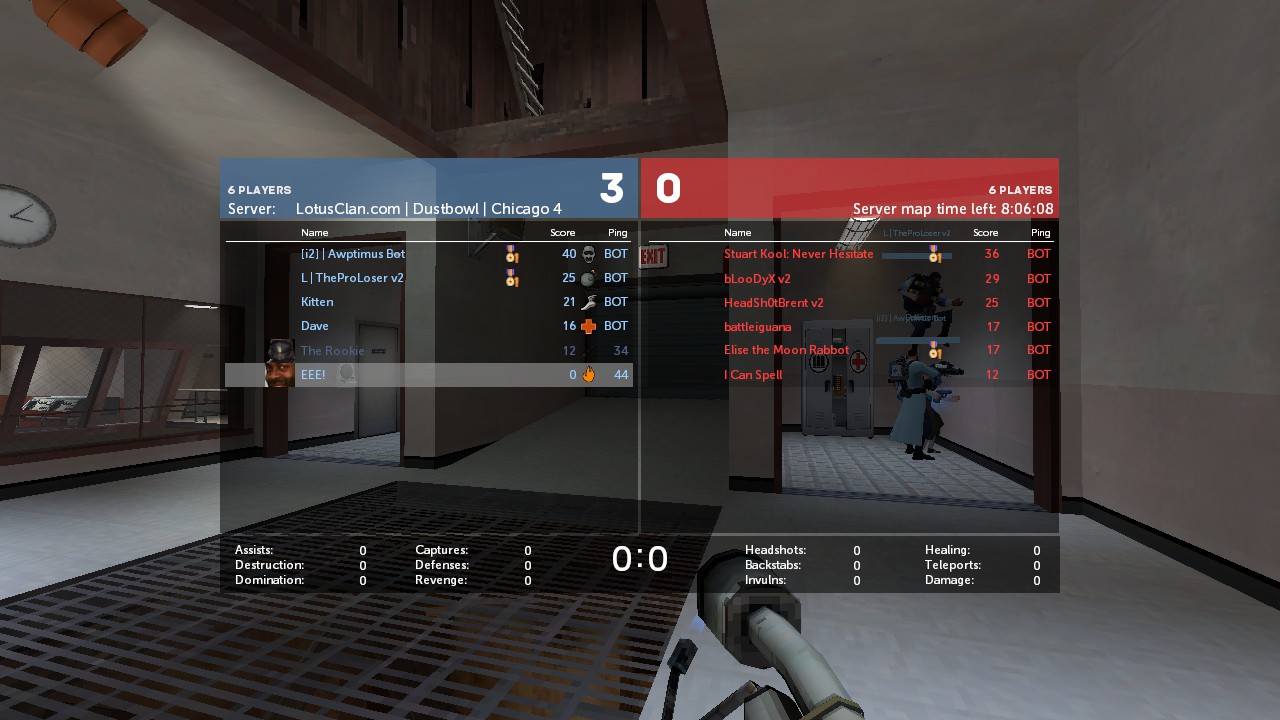 6 PLAYERS 3 0 6 PLAYERS
Server: LotusClan.com | Dustbowl | Chicago 4 Server map time left: 8:06:08
Name Score Ping Name L | TheProLoser v2 Score Ping
[i2] | Awptimus Bot 40 BOT EXIT Stuart Kool: Never Hesitate 36 BOT
L | TheProLoser v2 25 BOT bLooDyX v2 29 BOT
Kitten 21 BOT HeadSh0tBrent v2 25 BOT
Dave 16 BOT battleiguana 17 BOT
The Rookie 12 34 Elise the Moon Rabbot 17 BOT
EEE! 0 44 I Can Spell 12 BOT
Assists: 0 Captures: 0 0:0 Headshots: 0 Healing: 0
Destruction: 0 Defenses: 0 Backstabs: 0 Teleports: 0
Domination: 0 Revenge: 0 Invulns: 0 Damage: 0